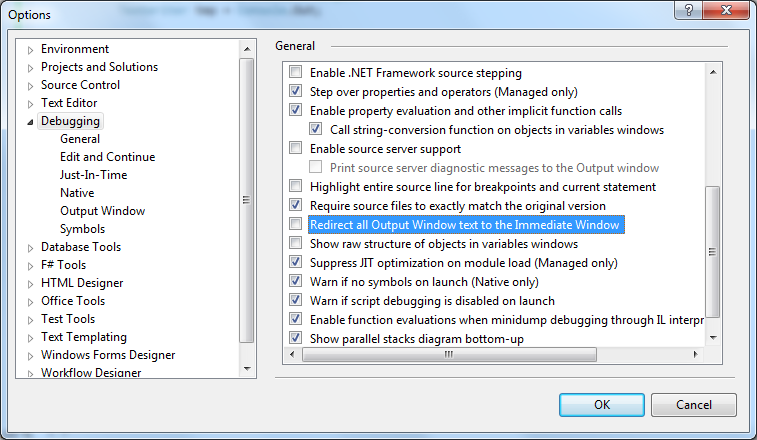 Options
Environment
Projects and Solutions
Source Control
Text Editor
Debugging
General
Edit and Continue
Just-In-Time
Native
Output Window
Symbols
Database Tools
F# Tools
HTML Designer
Office Tools
Test Tools
Text Templating
Windows Forms Designer
Workflow Designer
General
Enable .NET Framework source stepping
Step over properties and operators (Managed only)
Enable property evaluation and other implicit function calls
Call string-conversion function on objects in variables windows
Enable source server support
Print source server diagnostic messages to the Output window
Highlight entire source line for breakpoints and current statement
Require source files to exactly match the original version
Redirect all Output Window text to the Immediate Window
Show raw structure of objects in variables windows
Suppress JIT optimization on module load (Managed only)
Warn if no symbols on launch (Native only)
Warn if script debugging is disabled on launch
Enable function evaluations when minidump debugging through IL interpr
Show parallel stacks diagram bottom-up
OK
Cancel